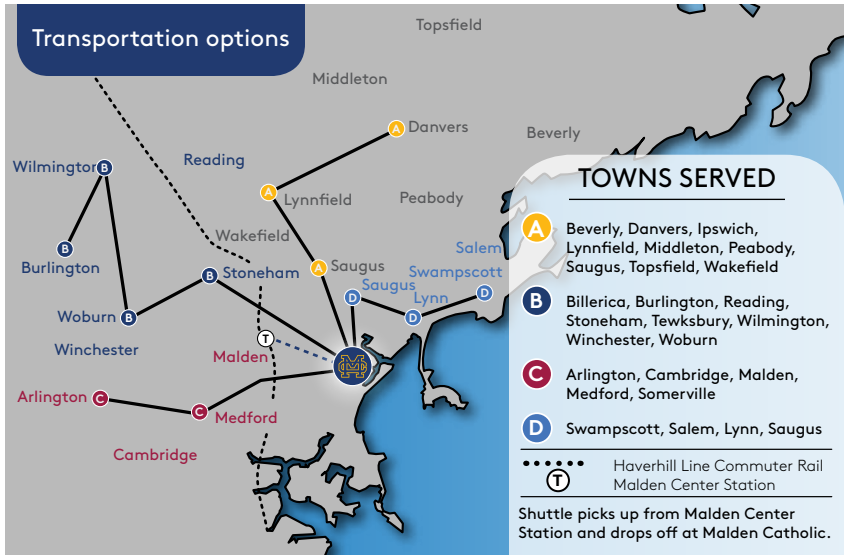 Transportation options
Topsfield
Middleton
Danvers
Beverly
Wilmington
B
A
Reading
A
Lynnfield
Peabody
Wakefield
B
Burlington
B
Stoneham
A
Saugus
Salem
Swampscott
D
Saugus
D
Lynn
D
Woburn
B
Winchester
T
Malden
MC
Arlington
C
C
Medford
Cambridge
TOWNS SERVED
A
Beverly, Danvers, Ipswich,
Lynnfield, Middleton, Peabody,
Saugus, Topsfield, Wakefield
B
Billerica, Burlington, Reading,
Stoneham, Tewksbury, Wilmington,
Winchester, Woburn
C
Arlington, Cambridge, Malden,
Medford, Somerville
D
Swampscott, Salem, Lynn, Saugus
Haverhill Line Commuter Rail
T
Malden Center Station
Shuttle picks up from Malden Center
Station and drops off at Malden Catholic.